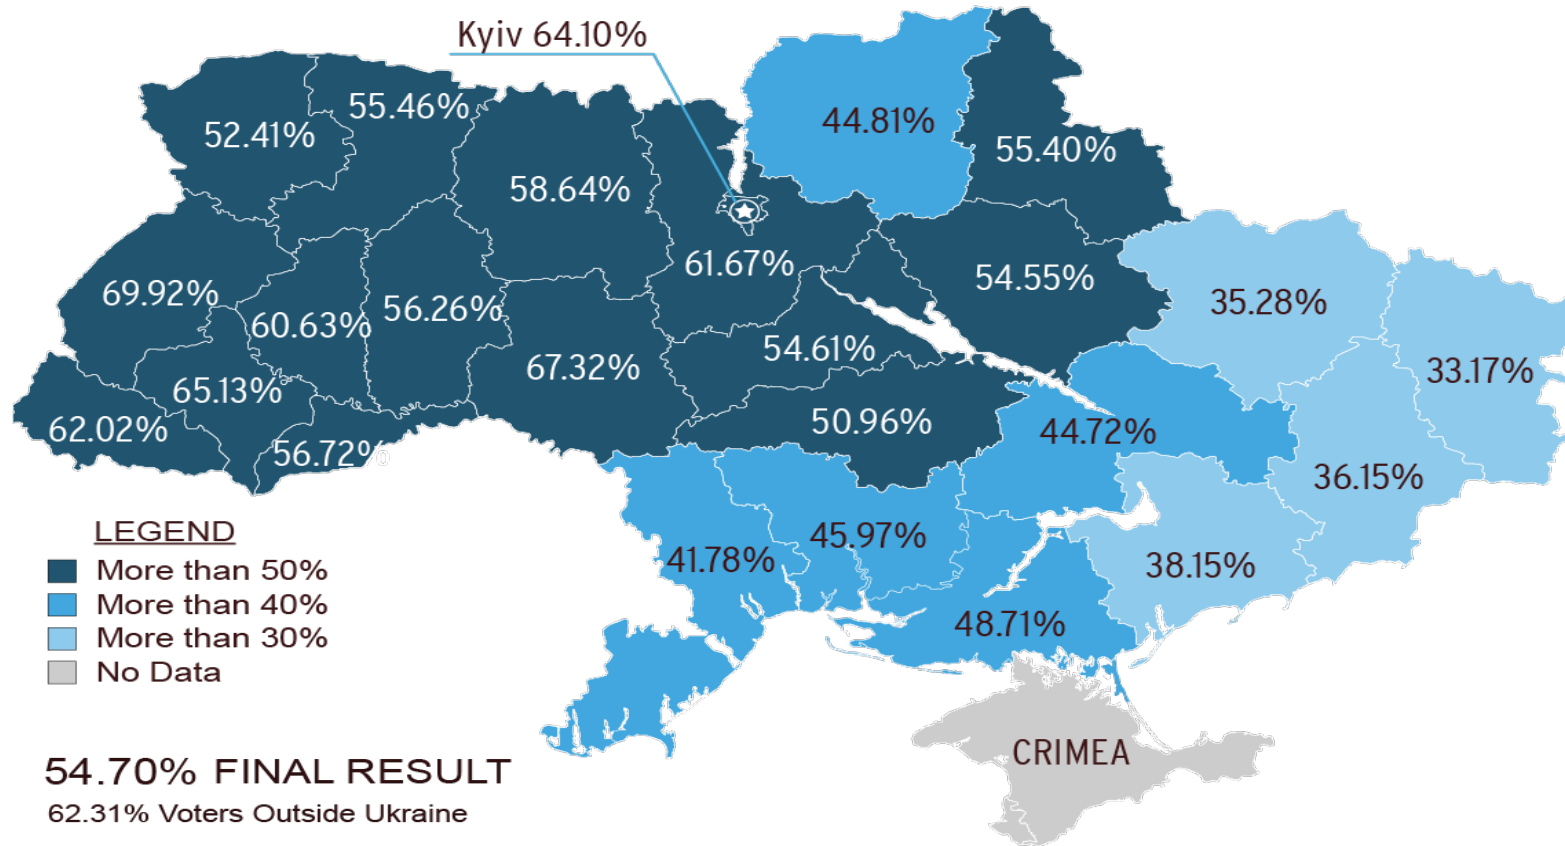 Kyiv 64.10%
55.46%
52.41%
44.81%
55.40%
58.64%
61.67%
54.55%
69.92%
60.63%
56.26%
35.28%
54.61%
67.32%
33.17%
65.13%
62.02%
56.72%
50.96%
44.72%
36.15%
45.97%
41.78%
38.15%
48.71%
CRIMEA
LEGEND
More than 50%
More than 40%
More than 30%
No Data
54.70% FINAL RESULT
62.31% Voters Outside Ukraine